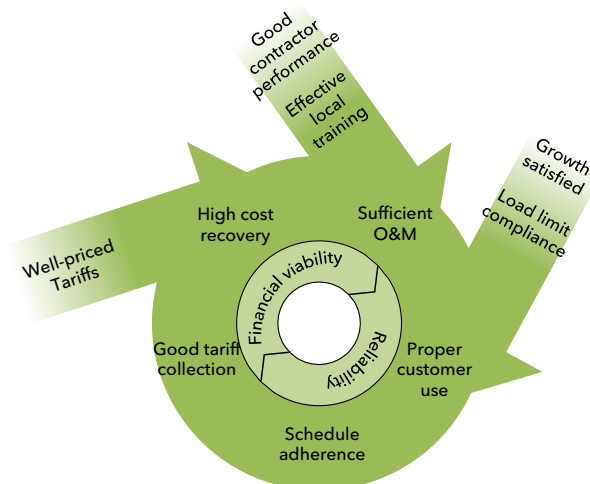 Good
contractor
performance
Effective
local
training
Growth
satisfied
Load limit
compliance
Well-priced
Tariffs
High cost
recovery
Sufficient
O&M
Financial viability
Reliability
Good tariff
collection
Proper
customer
use
Schedule
adherence